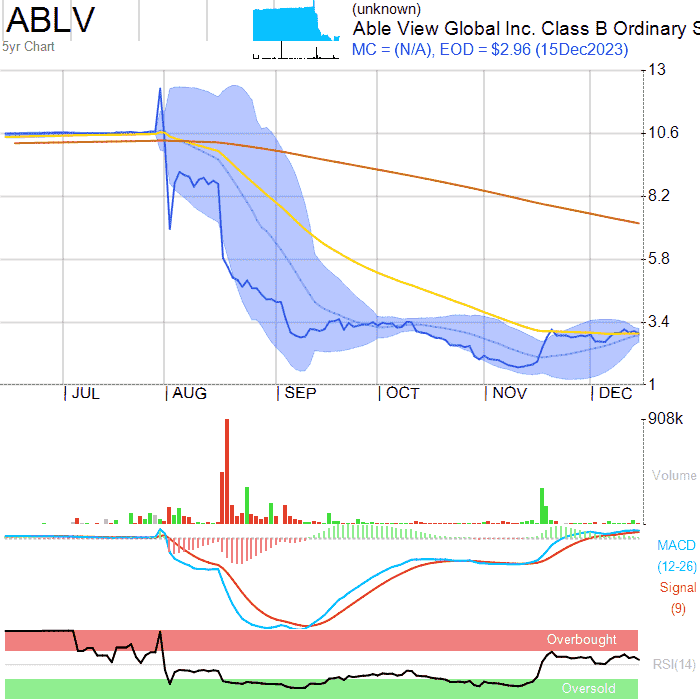 ABLV
5yr Chart
(unknown)
Able View Global Inc. Class B Ordinary S
MC = (N/A), EOD = $2.96 (15Dec2023)
13
10.6
8.2
5.8
3.4
1
JUL AUG SEP OCT NOV DEC
908k
Volume
MACD
(12-26)
Signal
(9)
Overbought
RSI(14)
Oversold